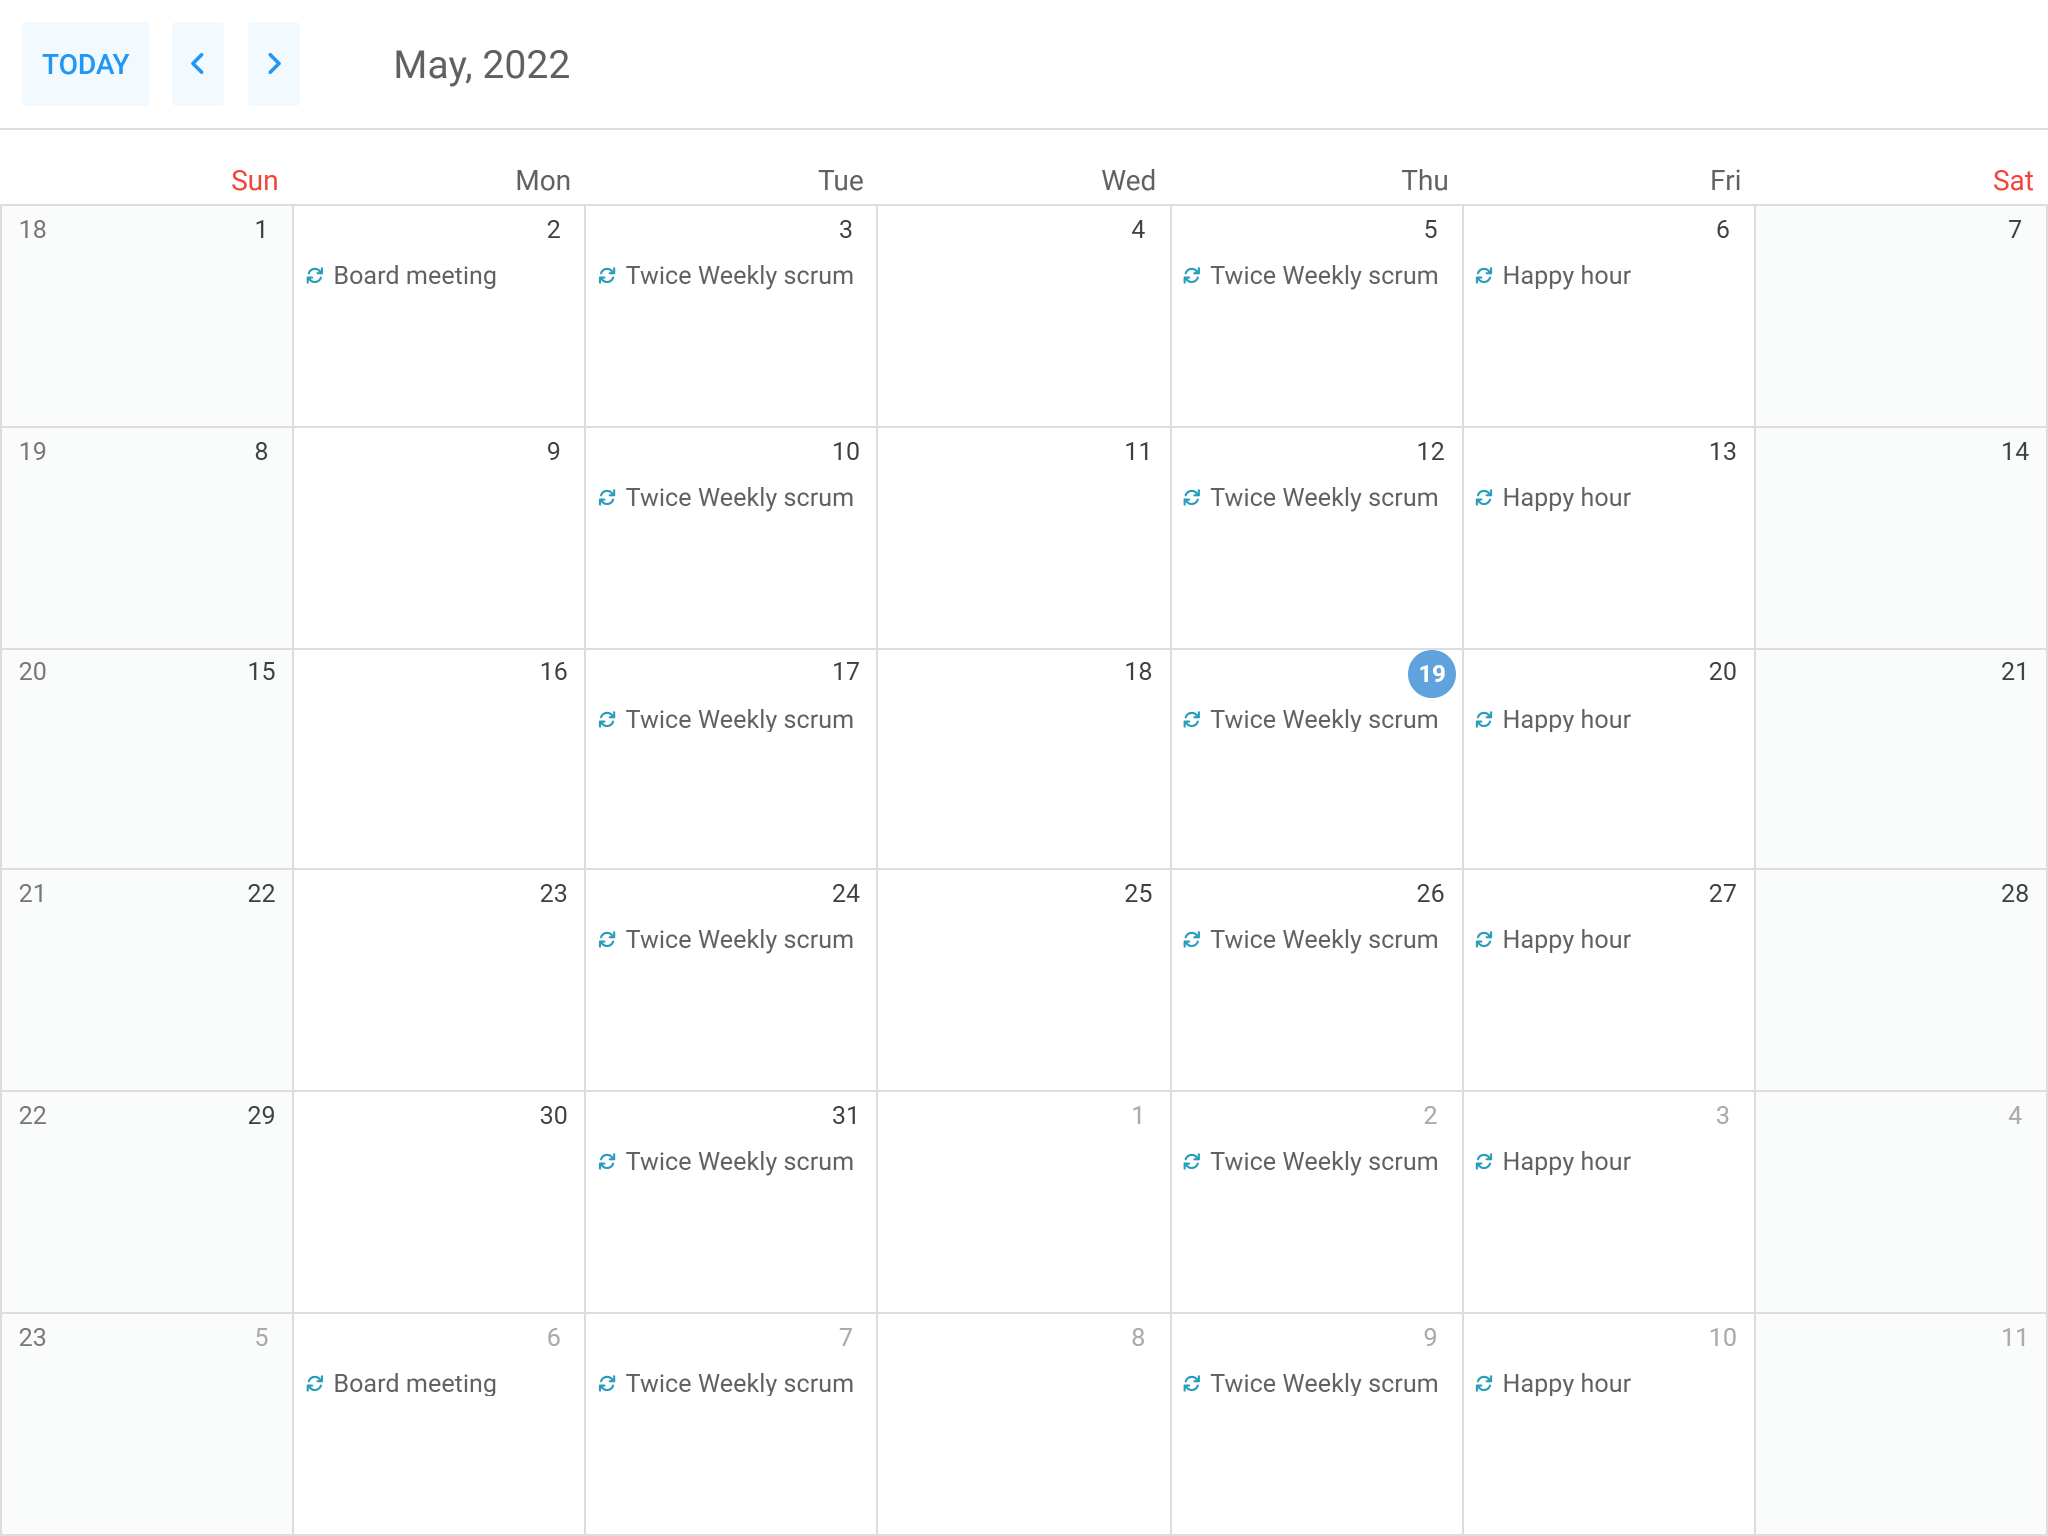 TODAY May, 2022
Sun Mon Tue Wed Thu Fri Sat
18 1 2 3 4 5 6 7
Board meeting Twice Weekly scrum Twice Weekly scrum Happy hour
19 8 9 10 11 12 13 14
Twice Weekly scrum Twice Weekly scrum Happy hour
20 15 16 17 18 19 20 21
Twice Weekly scrum Twice Weekly scrum Happy hour
21 22 23 24 25 26 27 28
Twice Weekly scrum Twice Weekly scrum Happy hour
22 29 30 31 1 2 3 4
Twice Weekly scrum Twice Weekly scrum Happy hour
23 5 6 7 8 9 10 11
Board meeting Twice Weekly scrum Twice Weekly scrum Happy hour